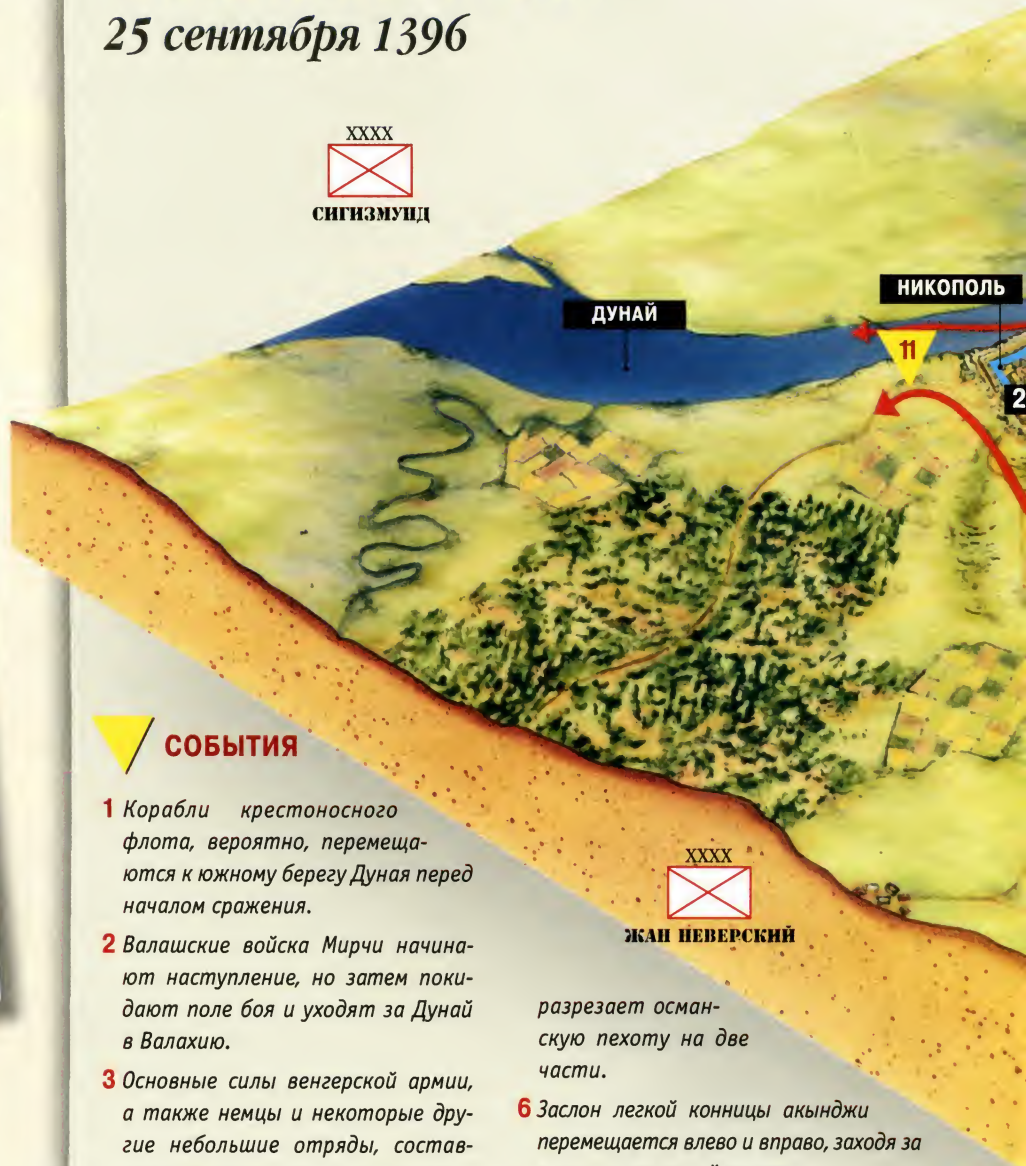 25 сентября 1396
XXXX
СИГИЗМУНД
НИКОПОЛЬ
ДУНАЙ
11
2
СОБЫТИЯ
1 Корабли крестоносного
флота, вероятно, перемеща-
ются к южному берегу Дуная перед
началом сражения.
2 Валашские войска Мирчи начина-
ют наступление, но затем поки-
дают поле боя и уходят за Дунай
в Валахию.
3 Основные силы венгерской армии,
а также немцы и некоторые дру-
гие небольшие отряды, состав-
XXXX
ЖАН НЕВЕРСКИЙ
разрезает осман-
скую пехоту на две
части.
6 Заслон легкой конницы акынджи
перемещается влево и вправо, заходя за